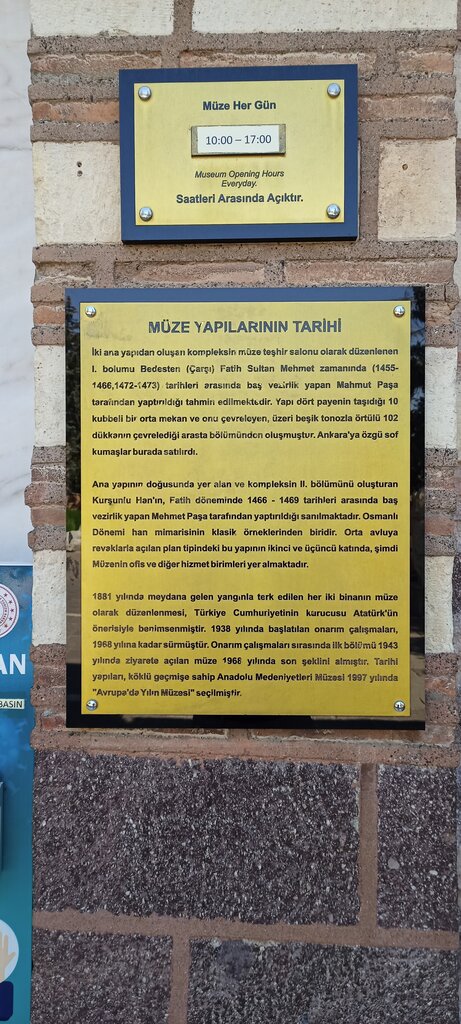 Müze Her Gün
10:00 – 17:00
Museum Opening Hours
Everyday.
Saatleri Arasında Açıktır.
MÜZE YAPILARININ TARİHİ
İki ana yapıdan oluşan kompleksin müze teşhir salonu olarak düzenlenen
I. bölümü Bedesten (Çarşı) Fatih Sultan Mehmet zamanında (1455-
1466,1472-1473) tarihleri arasında baş vezirlik yapan Mahmut Paşa
tarafından yaptırıldığı tahmin edilmektedir. Yapı dört payenin taşıdığı 10
kubbeli bir orta mekan ve onu çevreleyen, üzeri beşik tonozla örtülü 102
dükkanın çevrelediği arasta bölümünden oluşmuştur. Ankara'ya özgü sof
kumaşlar burada satılırdı.
Ana yapının doğusunda yer alan ve kompleksin II. bölümünü oluşturan
Kurşunlu Han'ın, Fatih döneminde 1466 - 1469 tarihleri arasında baş
vezirlik yapan Mehmet Paşa tarafından yaptırıldığı sanılmaktadır. Osmanlı
Dönemi han mimarisinin klasik örneklerinden biridir. Orta avluya
revaklarla açılan plan tipindeki bu yapının ikinci ve üçüncü katında, şimdi
Müzenin ofis ve diğer hizmet birimleri yer almaktadır.
1881 yılında meydana gelen yangınla terk edilen her iki binanın müze
olarak düzenlenmesi, Türkiye Cumhuriyetinin kurucusu Atatürk'ün
önerisiyle benimsenmiştir. 1938 yılında başlatılan onarım çalışmaları,
1968 yılına kadar sürmüştür. Onarım çalışmaları sırasında ilk bölümü 1943
yılında ziyarete açılan müze 1968 yılında son şeklini almıştır. Tarihi
yapıları, köklü geçmişe sahip Anadolu Medeniyetleri Müzesi 1997 yılında
"Avrupa'da Yılın Müzesi" seçilmiştir.
AN
BASIN